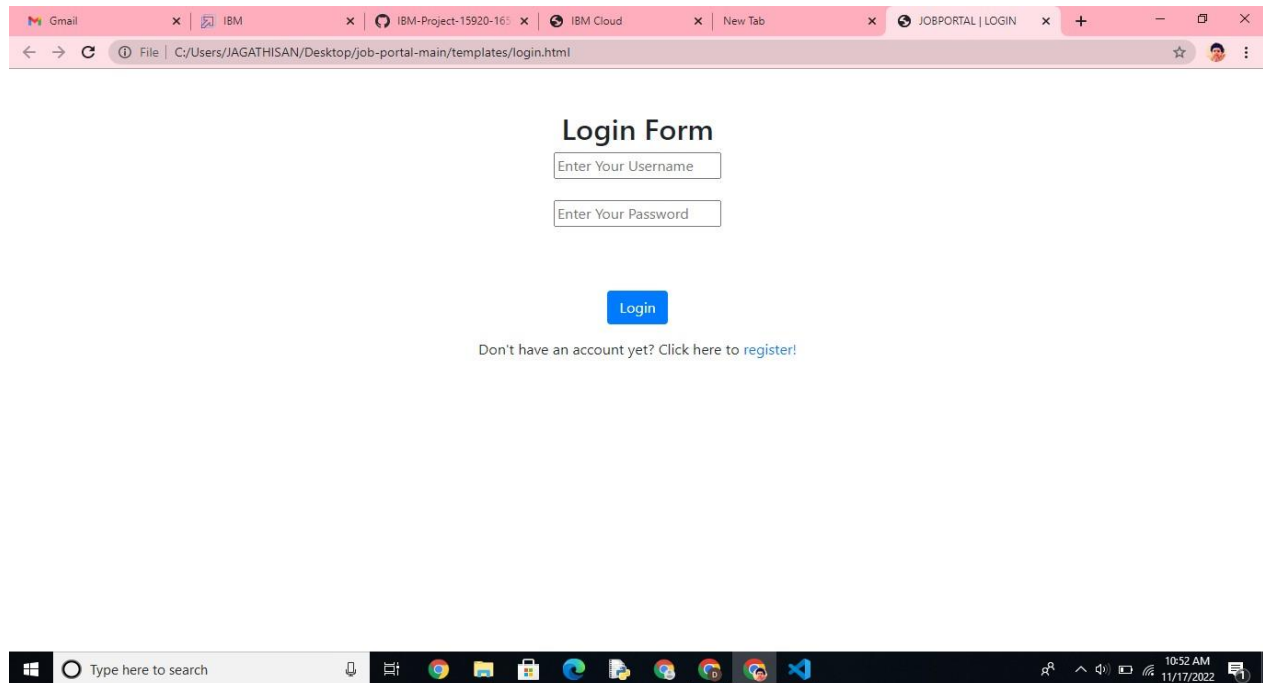 Gmail IBM IBM-Project-15920-165 IBM Cloud New Tab JOBPORTAL | LOGIN
File | C:/Users/JAGATHISAN/Desktop/job-portal-main/templates/login.html
Login Form
Enter Your Username
Enter Your Password
Login
Don't have an account yet? Click here to register!
Type here to search
10:52 AM
11/17/2022